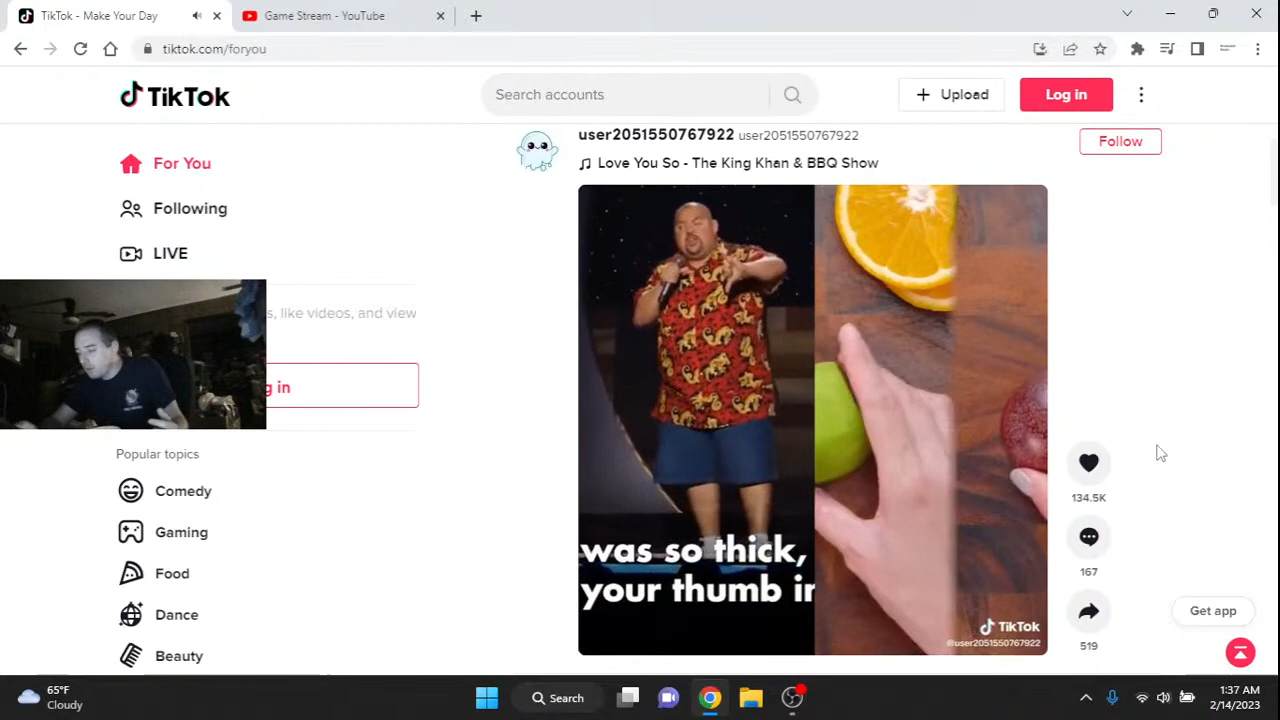 TikTok - Make Your Day
Game Stream - YouTube
tiktok.com/foryou
TikTok
Search accounts
Upload
Log in
user2051550767922 user2051550767922
Follow
Love You So - The King Khan & BBQ Show
For You
Following
LIVE
s, like videos, and view
g in
Popular topics
Comedy
Gaming
Food
Dance
Beauty
was so thick,
your thumb in
TikTok
@user2051550767922
134.5K
167
519
Get app
65°F
Cloudy
Search
1:37 AM
2/14/2023